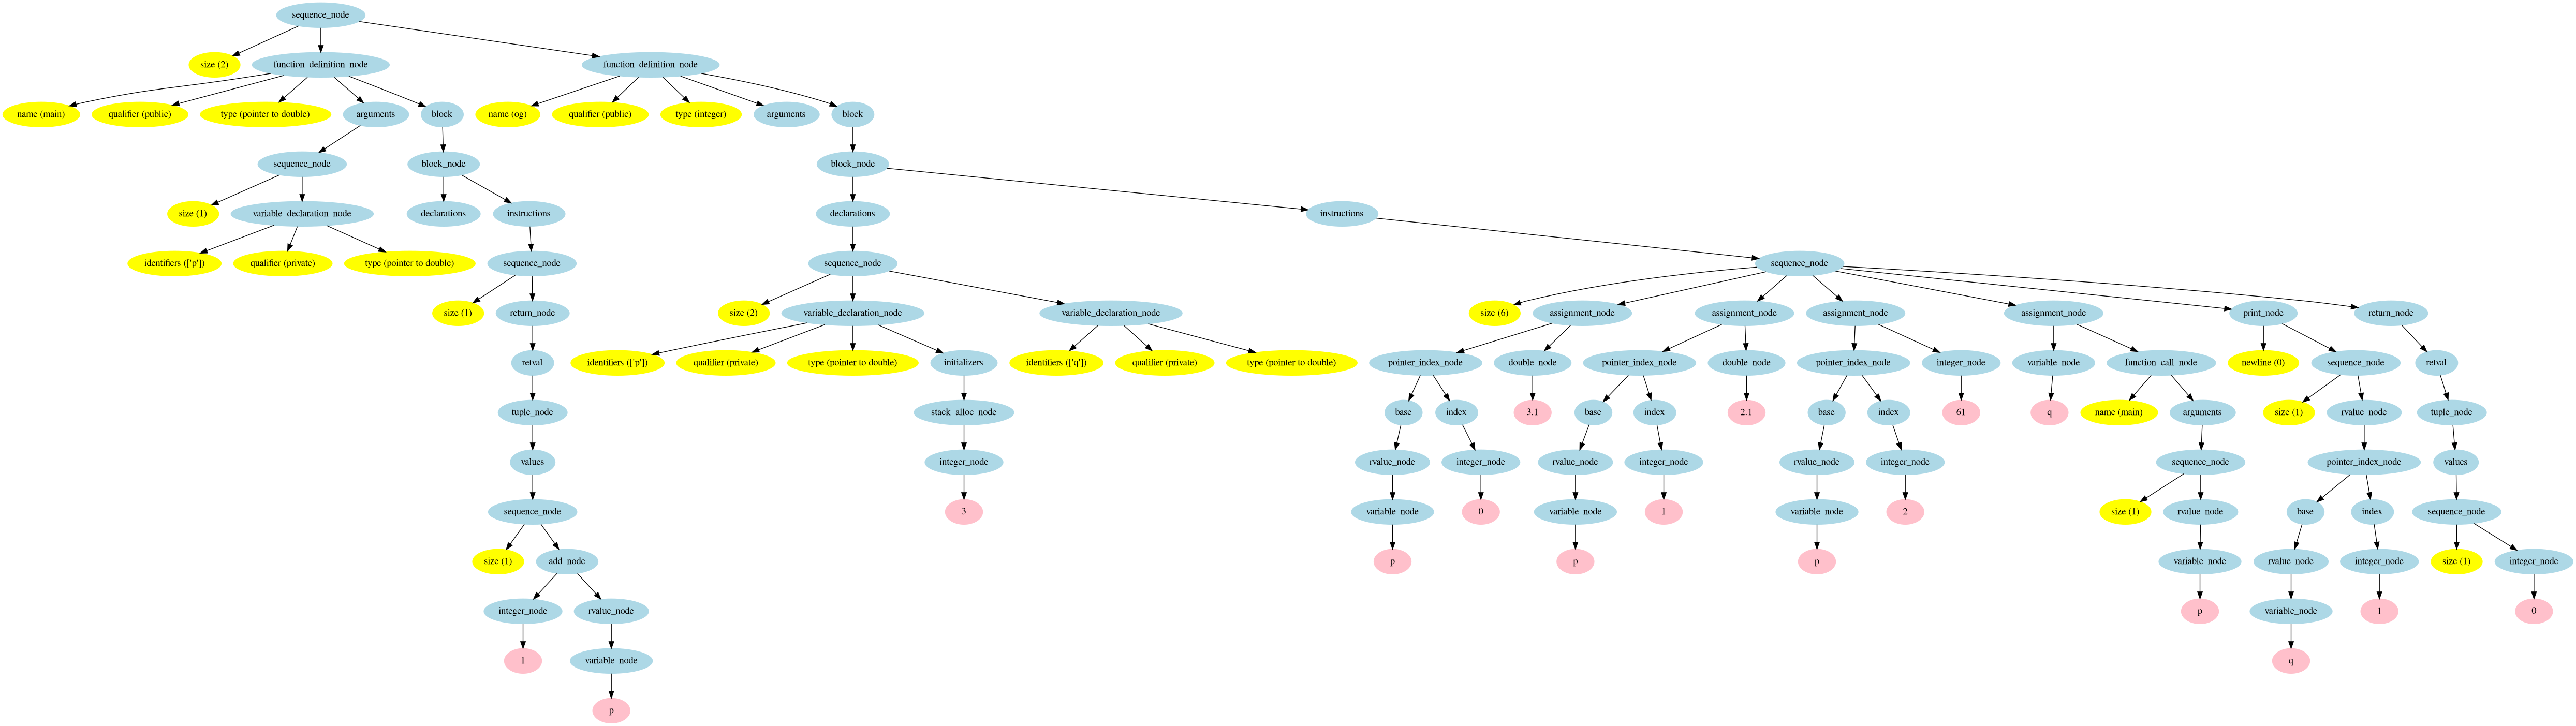 sequence_node
size (2)
function_definition_node
function_definition_node
name (main)
qualifier (public)
type (pointer to double)
arguments
block
name (og)
qualifier (public)
type (integer)
arguments
block
sequence_node
block_node
block_node
size (1)
variable_declaration_node
declarations
instructions
declarations
instructions
identifiers (['p'])
qualifier (private)
type (pointer to double)
sequence_node
sequence_node
sequence_node
size (1)
return_node
size (2)
variable_declaration_node
variable_declaration_node
size (6)
assignment_node
assignment_node
assignment_node
assignment_node
print_node
return_node
retval
identifiers (['p'])
qualifier (private)
type (pointer to double)
initializers
identifiers (['q'])
qualifier (private)
type (pointer to double)
pointer_index_node
double_node
pointer_index_node
double_node
pointer_index_node
integer_node
variable_node
function_call_node
newline (0)
sequence_node
retval
tuple_node
stack_alloc_node
base
index
3.1
base
index
2.1
base
index
61
q
name (main)
arguments
size (1)
rvalue_node
tuple_node
values
integer_node
rvalue_node
integer_node
rvalue_node
integer_node
rvalue_node
integer_node
sequence_node
pointer_index_node
values
sequence_node
3
variable_node
0
variable_node
1
variable_node
2
size (1)
rvalue_node
base
index
sequence_node
size (1)
add_node
p
p
p
variable_node
rvalue_node
integer_node
size (1)
integer_node
integer_node
rvalue_node
p
variable_node
1
0
1
variable_node
q
p